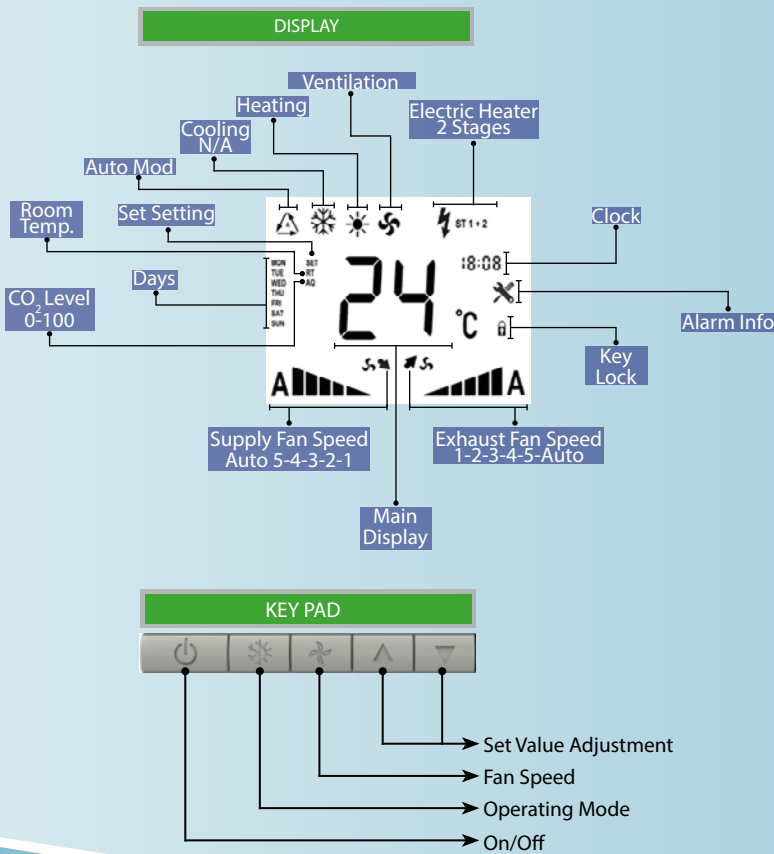 DISPLAY
Ventilation
Heating
Electric Heater
2 Stages
Cooling
N/A
Auto Mod
Room
Temp.
Set Setting
Clock
ST 1 + 2
MON
TUE
WED
THU
FRI
SAT
SUN
SET
RT
AQ
24
°C
18:08
Days
CO2 Level
0-100
Alarm Info
Key
Lock
A
A
Supply Fan Speed
Auto 5-4-3-2-1
Exhaust Fan Speed
1-2-3-4-5-Auto
Main
Display
KEY PAD
Set Value Adjustment
Fan Speed
Operating Mode
On/Off